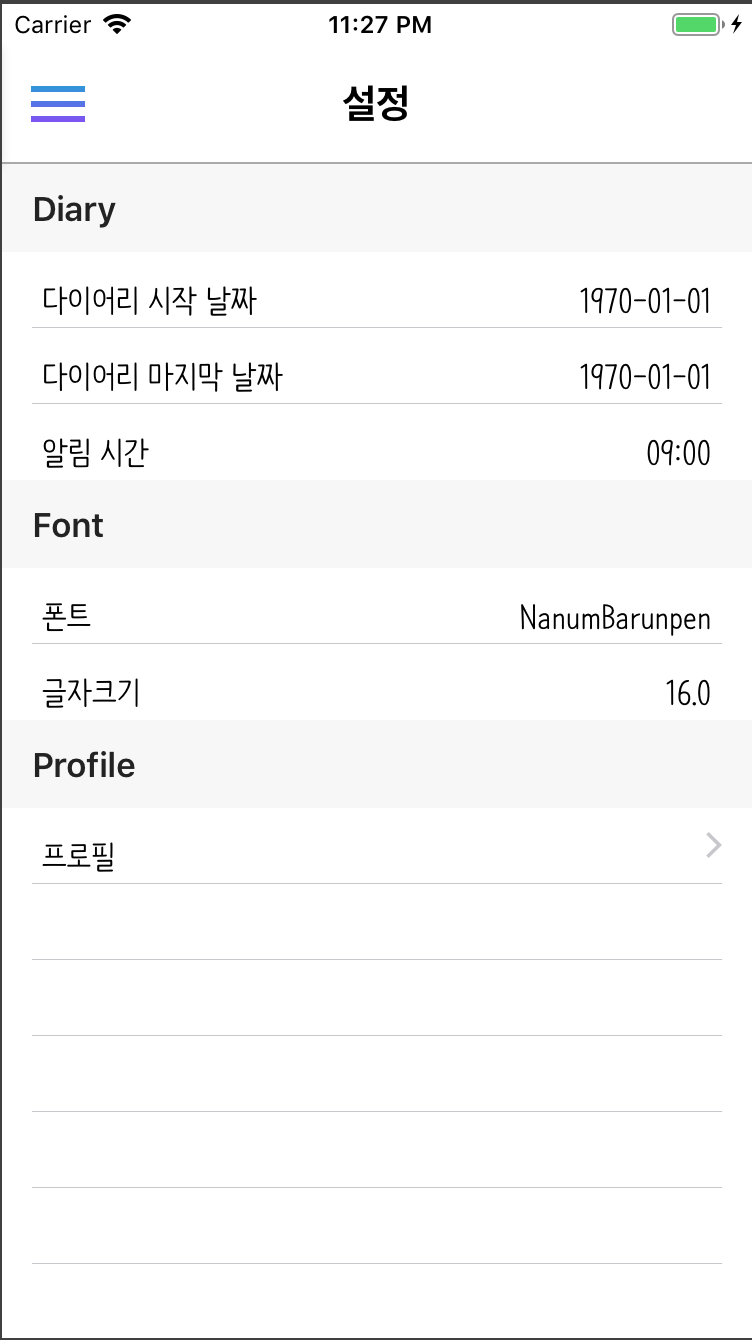 Carrier 11:27 PM
설정
Diary
다이어리 시작 날짜 1970-01-01
다이어리 마지막 날짜 1970-01-01
알림 시간 09:00
Font
폰트 NanumBarunpen
글자크기 16.0
Profile
프로필